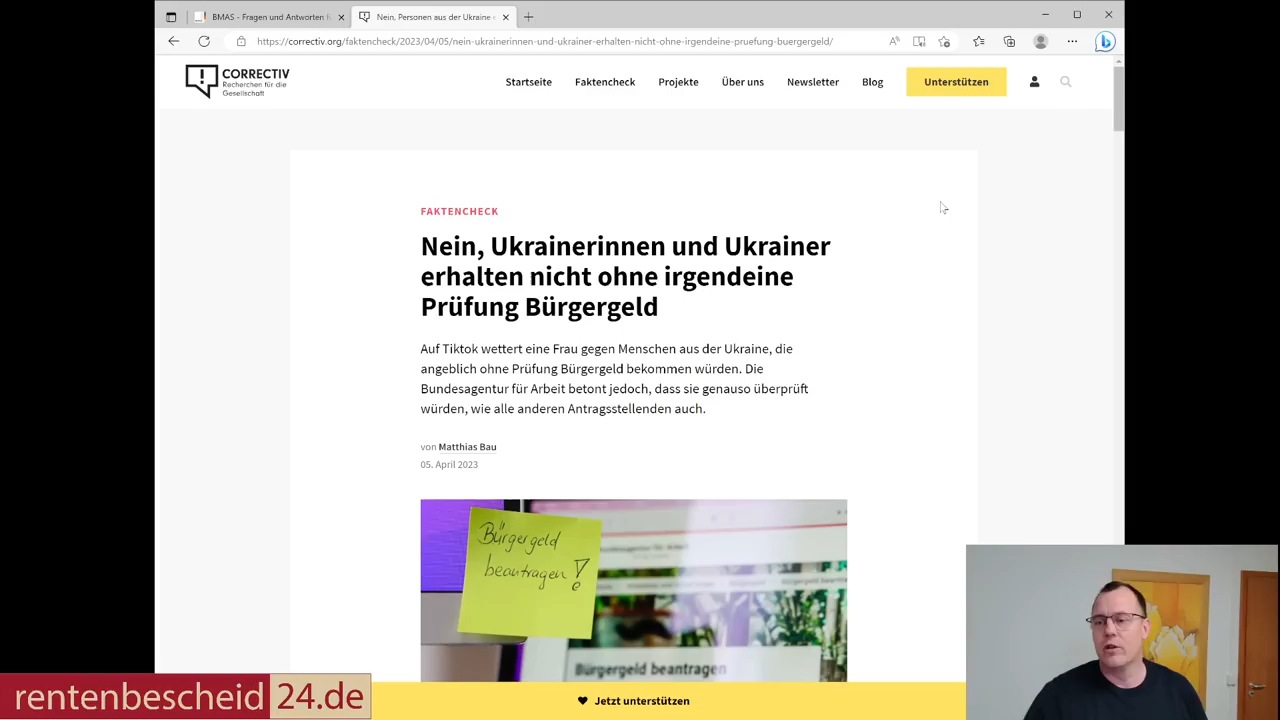 BMAS - Fragen und Antworten
Nein, Personen aus der Ukraine
https://correctiv.org/faktencheck/2023/04/05/nein-ukrainerinnen-und-ukrainer-erhalten-nicht-ohne-irgendeine-pruefung-buergergeld/
CORRECTIV
Recherchen für die
Gesellschaft
Startseite Faktencheck Projekte Über uns Newsletter Blog Unterstützen
FAKTENCHECK
Nein, Ukrainerinnen und Ukrainer
erhalten nicht ohne irgendeine
Prüfung Bürgergeld
Auf Tiktok wettert eine Frau gegen Menschen aus der Ukraine, die
angeblich ohne Prüfung Bürgergeld bekommen würden. Die
Bundesagentur für Arbeit betont jedoch, dass sie genauso überprüft
würden, wie alle anderen Antragsstellenden auch.
von Matthias Bau
05. April 2023
Bürgergeld
beantragen!
Bürgergeld beantragen
rentenbescheid24.de
Jetzt unterstützen